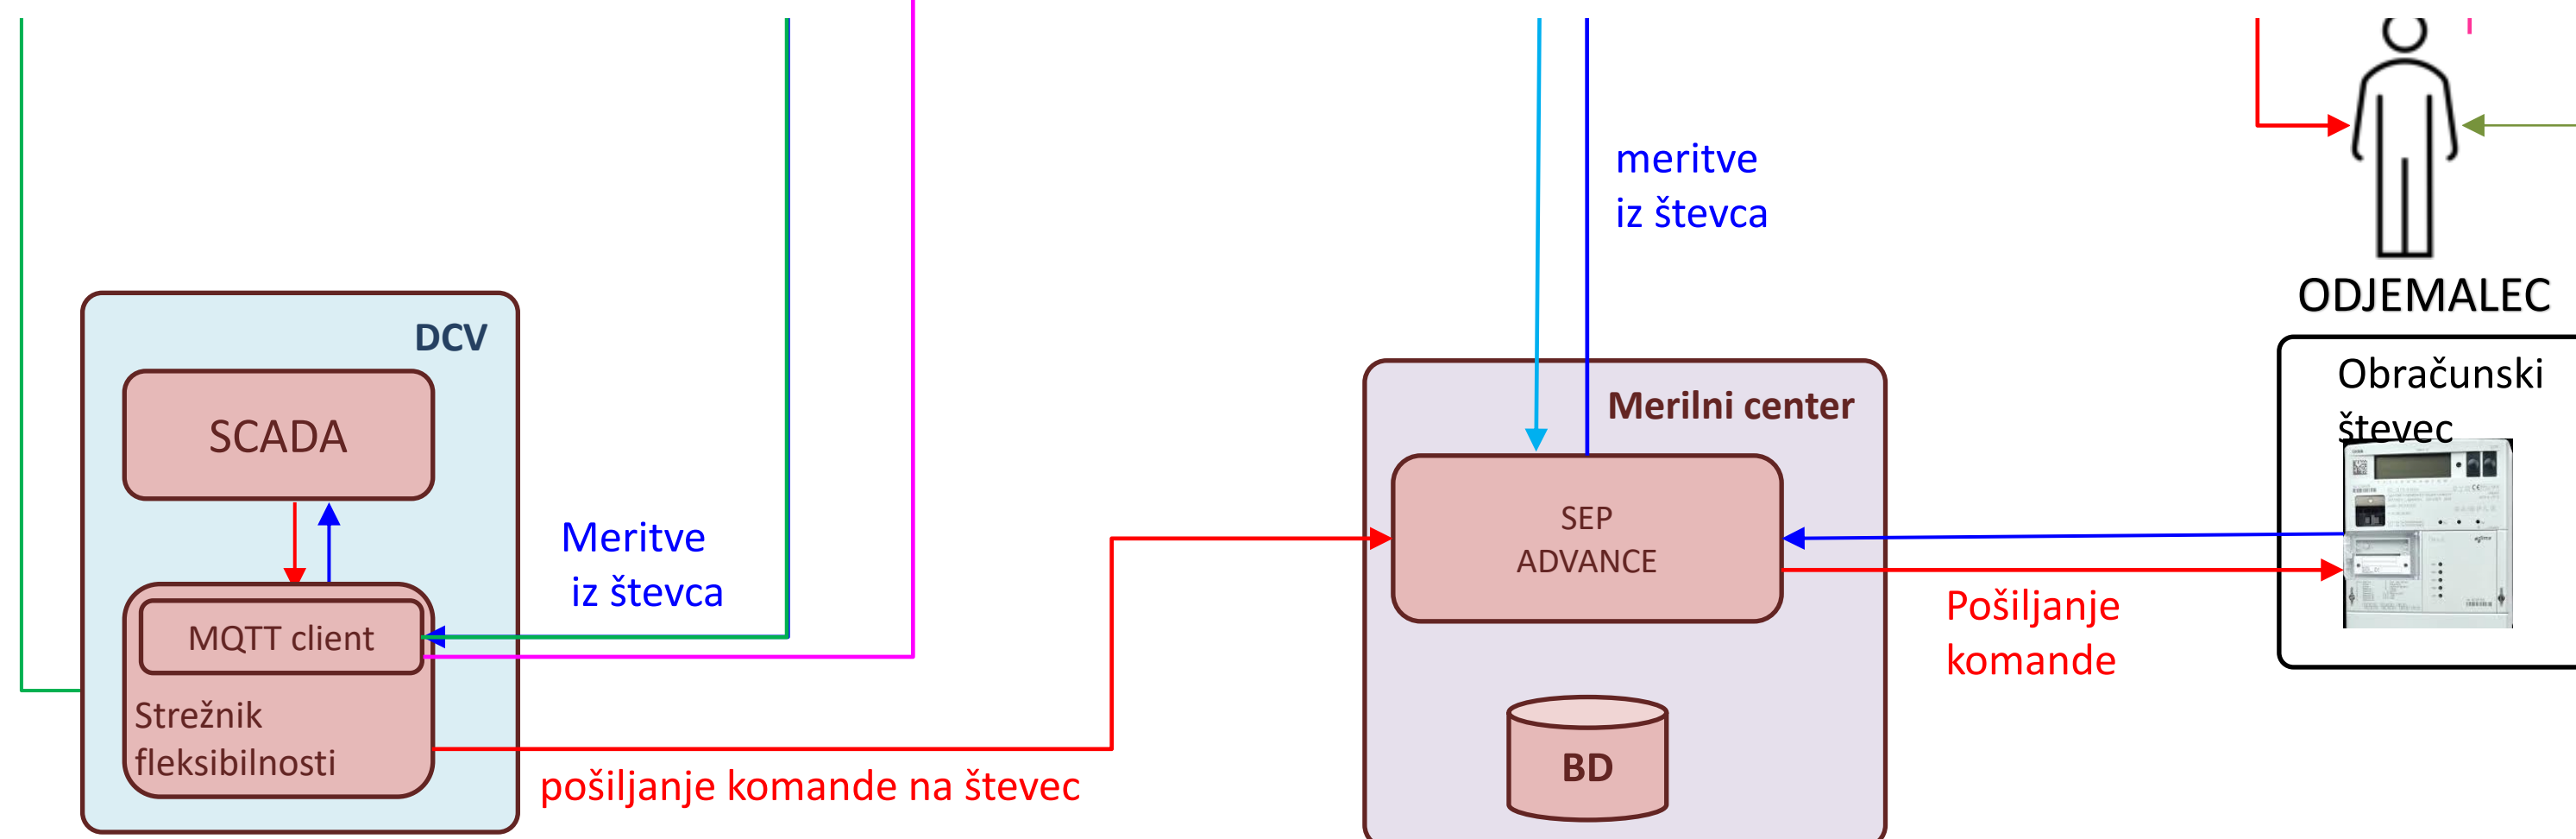 meritve
iz števca
ODJEMALEC
DCV
SCADA
Meritve
iz števca
MQTT client
Strežnik
fleksibilnosti
pošiljanje komande na števec
Merilni center
SEP
ADVANCE
BD
Pošiljanje
komande
Obračunski
števec